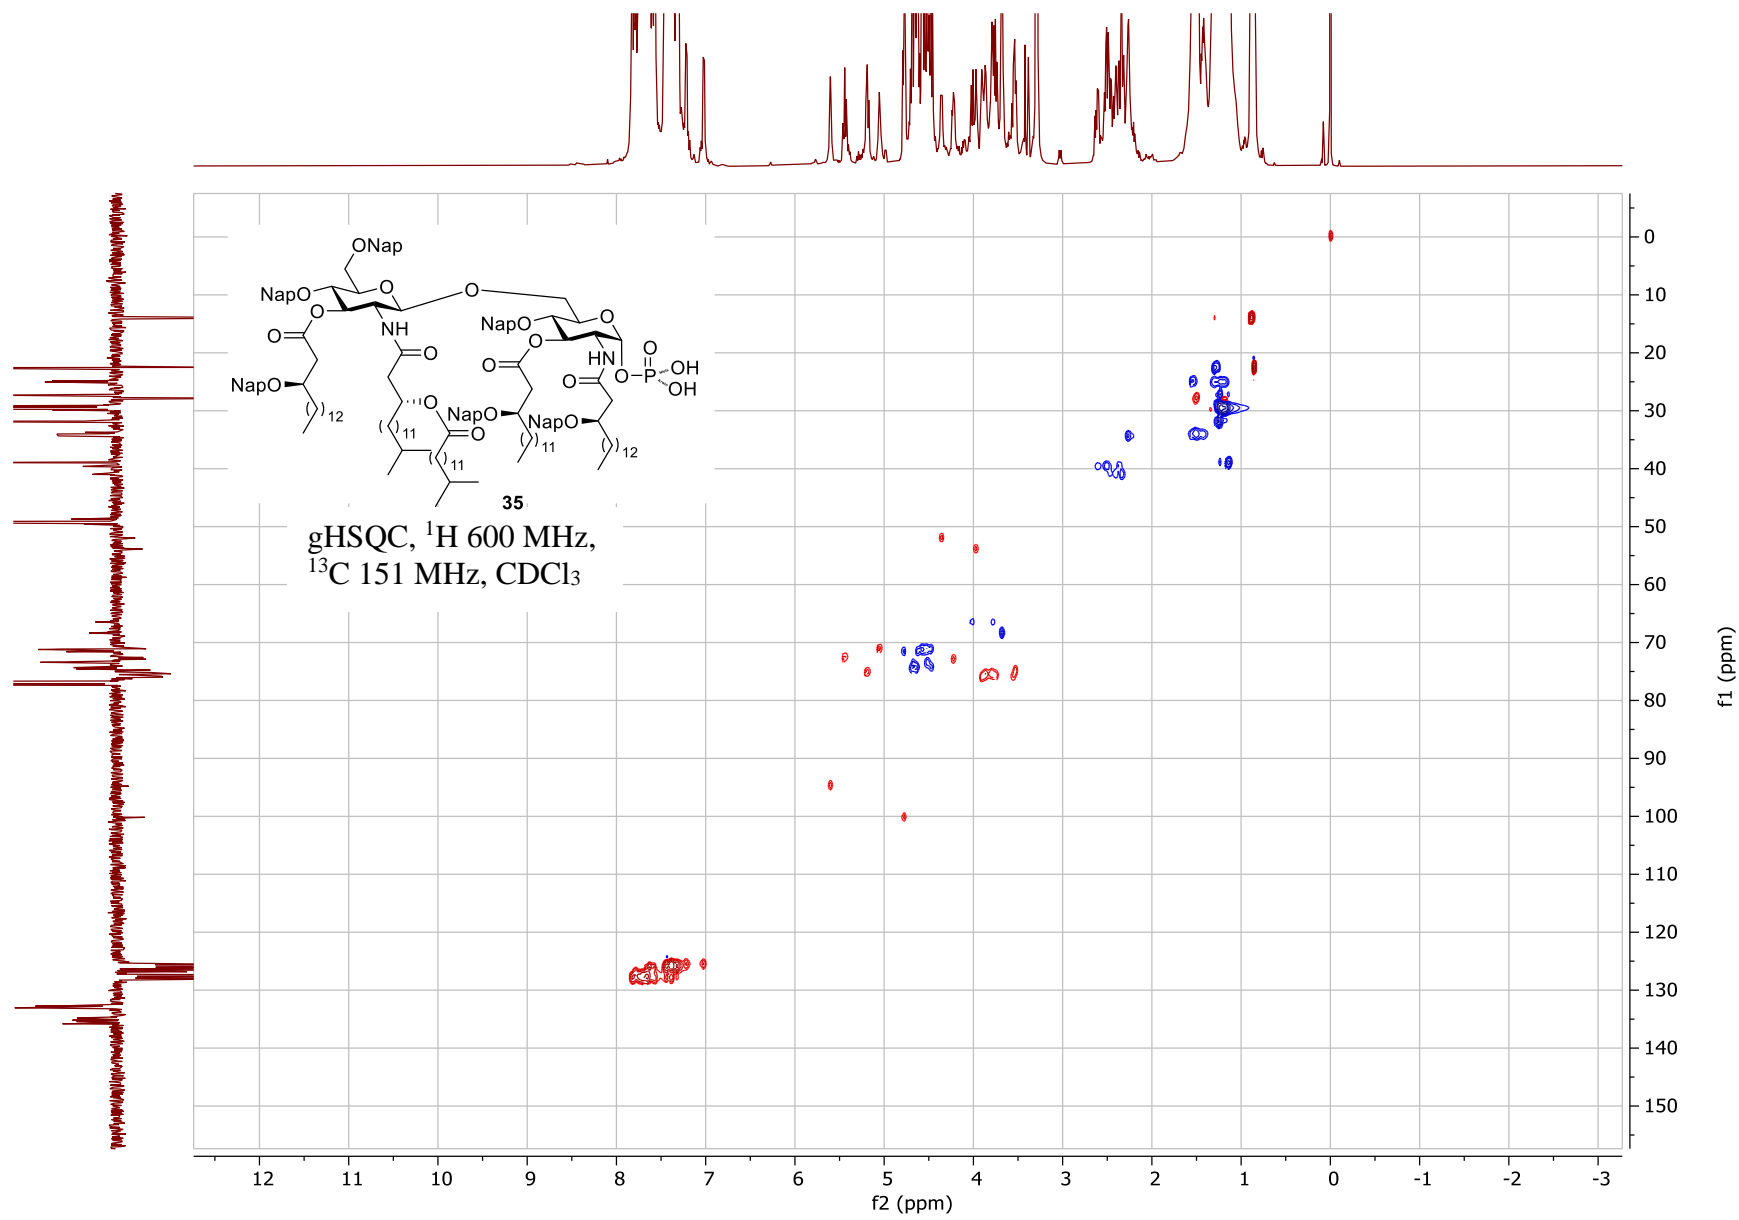 ONap
NapO
O
O
O
O
NH
O
NapO
O
O
HN
O
P
O
OH
OH
O
O
O
NapO
( )12
O
( )11
O
( )11
NapO
( )11
NapO
( )12
35
gHSQC, ¹H 600 MHz,
¹³C 151 MHz, CDCl₃
0
10
20
30
40
50
60
70
80
90
100
110
120
130
140
150
f1 (ppm)
12 11 10 9 8 7 6 5 4 3 2 1 0 -1 -2 -3
f2 (ppm)